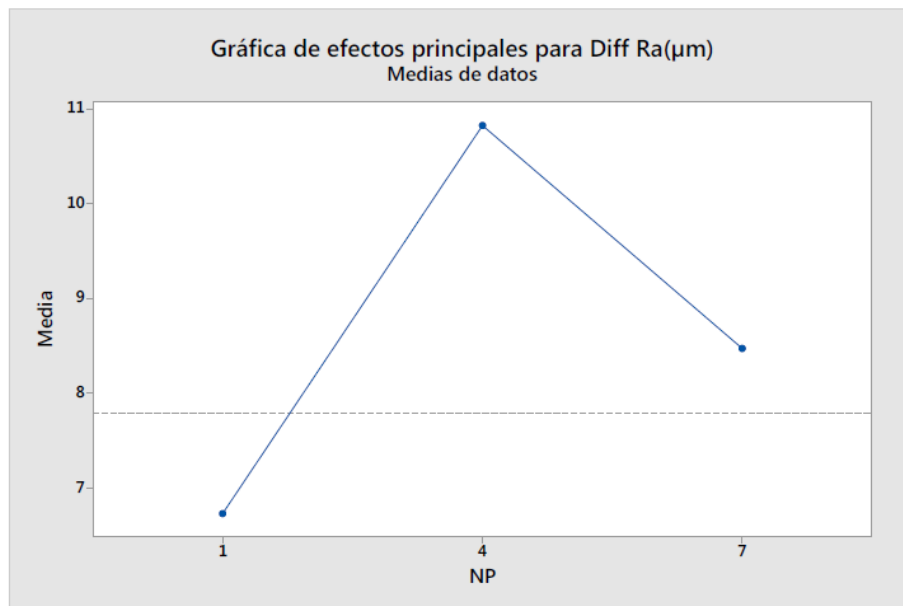 Gráfica de efectos principales para Diff Ra(µm)
Medias de datos
11
10
9
8
7
Media
1 4 7
NP